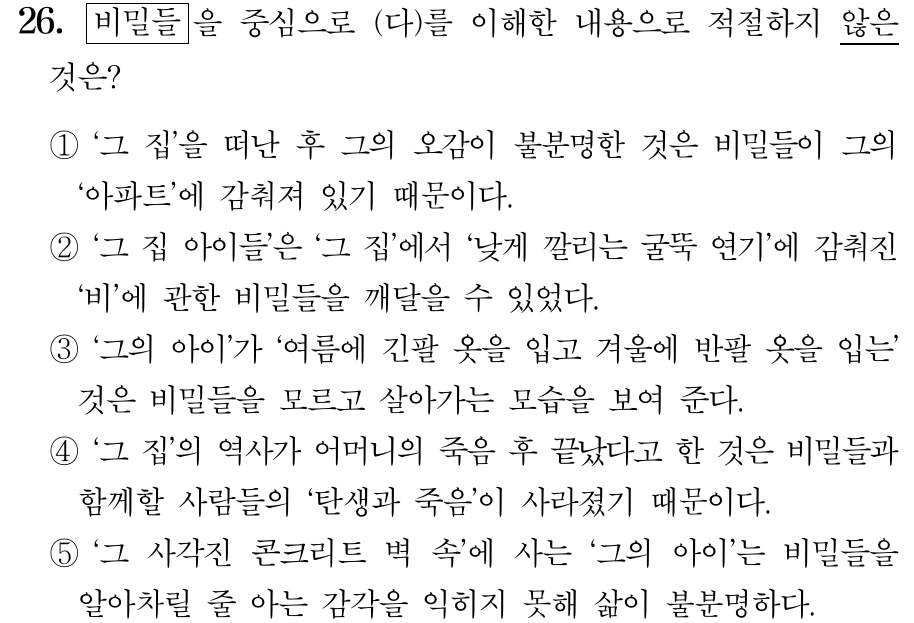 26. 비밀들 을 중심으로 (다)를 이해한 내용으로 적절하지 않은
것은?
① ‘그 집’을 떠난 후 그의 오감이 불분명한 것은 비밀들이 그의
‘아파트’에 감춰져 있기 때문이다.
② ‘그 집 아이들’은 ‘그 집’에서 ‘낮게 깔리는 굴뚝 연기’에 감춰진
‘비’에 관한 비밀들을 깨달을 수 있었다.
③ ‘그의 아이’가 ‘여름에 긴팔 옷을 입고 겨울에 반팔 옷을 입는’
것은 비밀들을 모르고 살아가는 모습을 보여 준다.
④ ‘그 집’의 역사가 어머니의 죽음 후 끝났다고 한 것은 비밀들과
함께할 사람들의 ‘탄생과 죽음’이 사라졌기 때문이다.
⑤ ‘그 사각진 콘크리트 벽 속’에 사는 ‘그의 아이’는 비밀들을
알아차릴 줄 아는 감각을 익히지 못해 삶이 불분명하다.